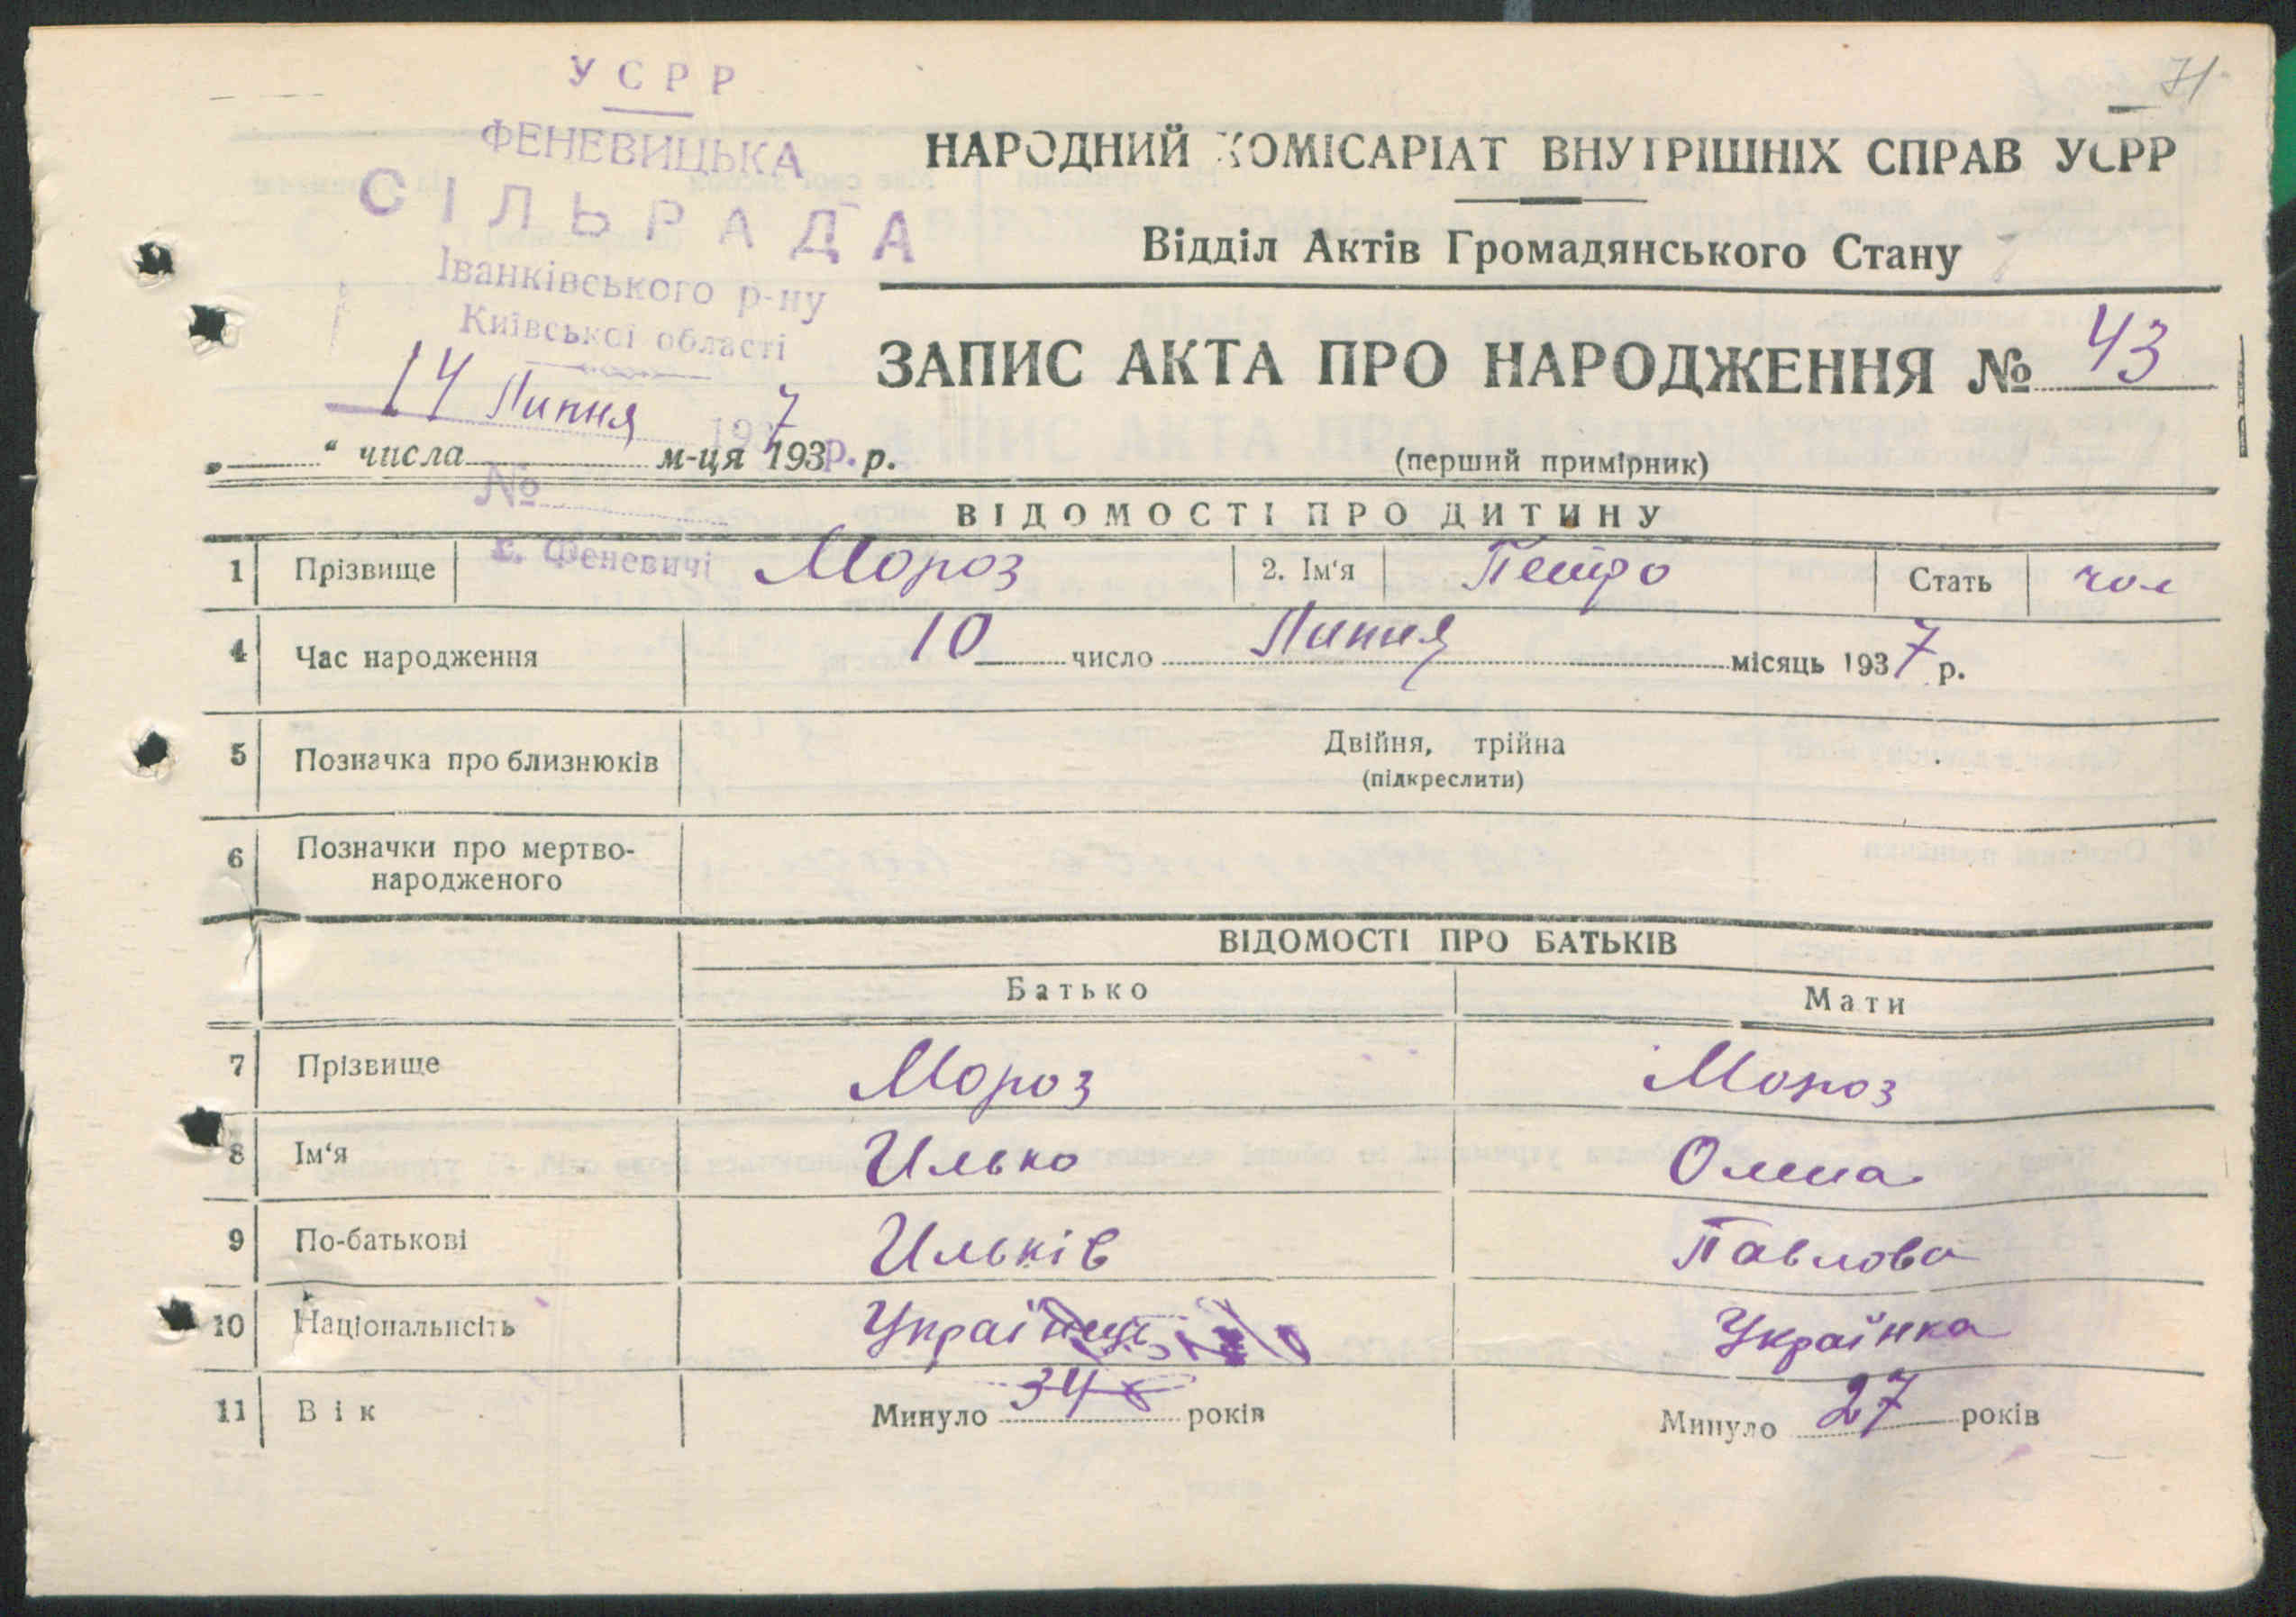 71
УСРР
ФЕНЕВИЦЬКА
СІЛЬРАДА
Іванківського р-ну
Київської області
14 Липня 1937 р.
№
с. Феневичі
НАРОДНИЙ КОМІСАРІАТ ВНУТРІШНІХ СПРАВ УСРР
Відділ Актів Громадянського Стану
ЗАПИС АКТА ПРО НАРОДЖЕННЯ № 43
„ “ числа м-ця 193 р.
(перший примірник)
ВІДОМОСТІ ПРО ДИТИНУ
1 Прізвище Мороз 2. Ім'я Петро Стать чол
4 Час народження 10 число Липня місяць 1937 р.
5 Позначка про близнюків Двійня, трійна
(підкреслити)
6 Позначки про мертво-
народженого
ВІДОМОСТІ ПРО БАТЬКІВ
Батько Мати
7 Прізвище Мороз Мороз
8 Ім'я Илько Олена
9 По-батькові Ильків Павлова
10 Національнсіть Українка
11 Вік Минуло 34 років Минуло 27 років